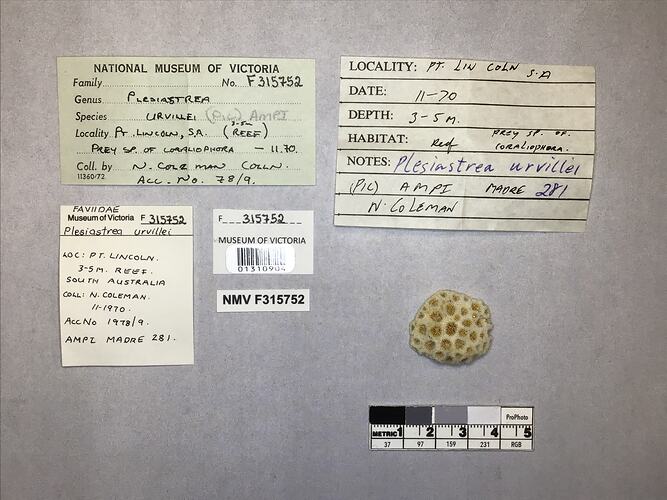 NATIONAL MUSEUM OF VICTORIA
Family No. F315752
Genus PLESIASTREA
Species URVILLEI (PIC) AMPI
3-5m
Locality PT. LINCOLN, S.A. (REEF)
PREY SP. OF CORALIOPHORA — 11.70.
Coll. by N. COLEMAN COLLN.
11360/72 ACC. NO. 78/9.
LOCALITY: PT. LIN COLN S.A
DATE: 11-70
DEPTH: 3-5 M.
HABITAT: Reef PREY SP. OF. CORALIOPHORA.
NOTES: Plesiastrea urvillei
(PIC) AMPI MADRE 281
N. COLEMAN
FAVIIDAE
Museum of Victoria F 315752
Plesiastrea urvillei
LOC: PT. LINCOLN.
3-5M. REEF.
SOUTH AUSTRALIA
COLL: N. COLEMAN.
11-1970.
Acc No 1978/9.
AMPI MADRE 281.
F 315752
MUSEUM OF VICTORIA
01310904
NMV F315752
ProPhoto
METRIC 1 2 3 4 5
37 97 159 231 RGB